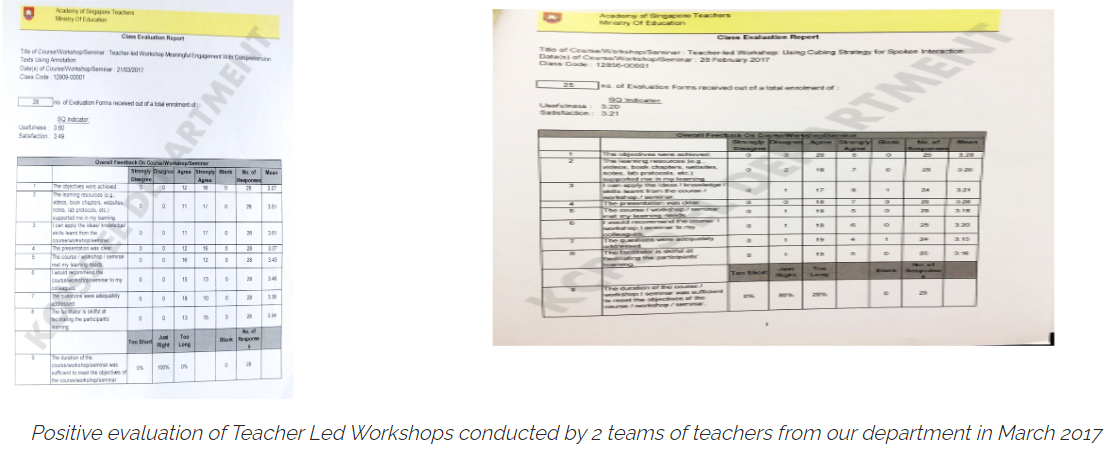 Academy of Singapore Teachers
Ministry Of Education
Class Evaluation Report
Title of Course/Workshop/Seminar : Teacher-led Workshop Meaningful Engagement With Comprehension
Texts Using Annotation
Date(s) of Course/Workshop/Seminar : 21/03/2017
Class Code : 12909-00001
28 no. of Evaluation Forms received out of a total enrolment of :
SQ Indicator:
Usefulness : 3.60
Satisfaction : 3.49
Overall Feedback On Course/Workshop/Seminar
Strongly Disagree Disagree Agree Strongly Agree Blank No. of Responses Mean
1 The objectives were achieved. 0 0 12 16 0 28 3.57
2 The learning resources (e.g.,
videos, book chapters, websites,
notes, lab protocols, etc.)
supported me in my learning. 0 0 11 17 0 28 3.61
3 I can apply the ideas/ knowledge/
skills learnt from the
course/workshop/seminar. 0 0 11 17 0 28 3.61
4 The presentation was clear. 0 0 12 16 0 28 3.57
5 The course / workshop / seminar
met my learning needs. 0 0 16 12 0 28 3.43
6 I would recommend the
course/workshop/seminar to my
colleagues. 0 0 15 13 0 28 3.46
7 The questions were adequately
addressed. 0 0 18 10 0 28 3.36
8 The facilitator is skilful at
facilitating the participants'
learning. 0 0 13 15 0 28 3.54
Too Short Just Right Too Long Blank No. of Responses
9 The duration of the
course/workshop/seminar was
sufficient to meet the objectives of
the course/workshop/seminar. 0% 100% 0% 0 28
DEPARTMENT
Academy of Singapore Teachers
Ministry Of Education
Class Evaluation Report
Title of Course/Workshop/Seminar : Teacher-led Workshop: Using Cubing Strategy for Spoken Interaction
Date(s) of Course/Workshop/Seminar : 28 February 2017
Class Code : 12856-00001
25 no. of Evaluation Forms received out of a total enrolment of :
SQ Indicator:
Usefulness : 3.20
Satisfaction : 3.21
Overall Feedback On Course/Workshop/Seminar
Strongly Disagree Disagree Agree Strongly Agree Blank No. of Responses Mean
1 The objectives were achieved. 0 0 20 5 0 25
2 The learning resources (e.g.,
videos, book chapters, websites,
notes, lab protocols, etc.)
supported me in my learning. 0 2 16 7 0 25 3.20
3 I can apply the ideas / knowledge /
skills learnt from the course /
workshop / seminar. 0 1 17 6 1 24 3.21
4 The presentation was clear. 0 0 18 7 0 25 3.28
5 The course / workshop / seminar
met my learning needs. 0 1 19 5 0 25 3.16
6 I would recommend the course /
workshop / seminar to my
colleagues. 0 1 18 6 0 25 3.20
7 The questions were adequately
addressed. 0 1 19 4 1 24 3.13
8 The facilitator is skilful at
facilitating the participants'
learning. 0 1 19 5 0 25 3.16
Too Short Just Right Too Long Blank No. of Responses
9 The duration of the course /
workshop / seminar was sufficient
to meet the objectives of the
course / workshop / seminar. 0% 80% 20% 0 25
DEPARTMENT
Positive evaluation of Teacher Led Workshops conducted by 2 teams of teachers from our department in March 2017